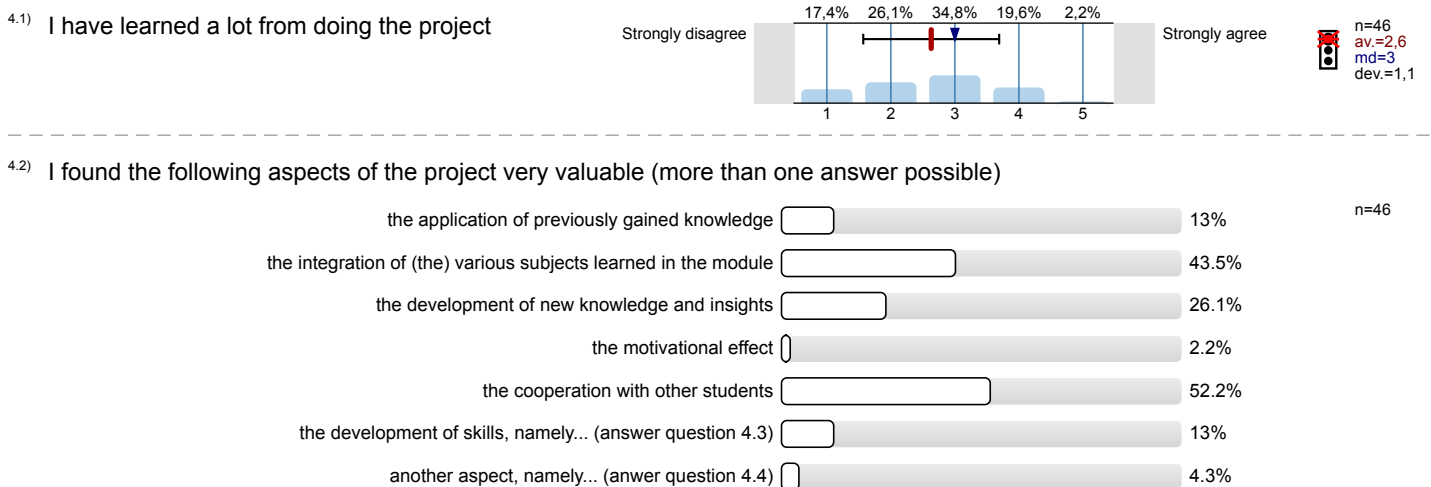 4.1) I have learned a lot from doing the project
17,4% 26,1% 34,8% 19,6% 2,2%
Strongly disagree Strongly agree
1 2 3 4 5
n=46
av.=2,6
md=3
dev.=1,1
4.2) I found the following aspects of the project very valuable (more than one answer possible)
n=46
the application of previously gained knowledge 13%
the integration of (the) various subjects learned in the module 43.5%
the development of new knowledge and insights 26.1%
the motivational effect 2.2%
the cooperation with other students 52.2%
the development of skills, namely... (answer question 4.3) 13%
another aspect, namely... (anwer question 4.4) 4.3%